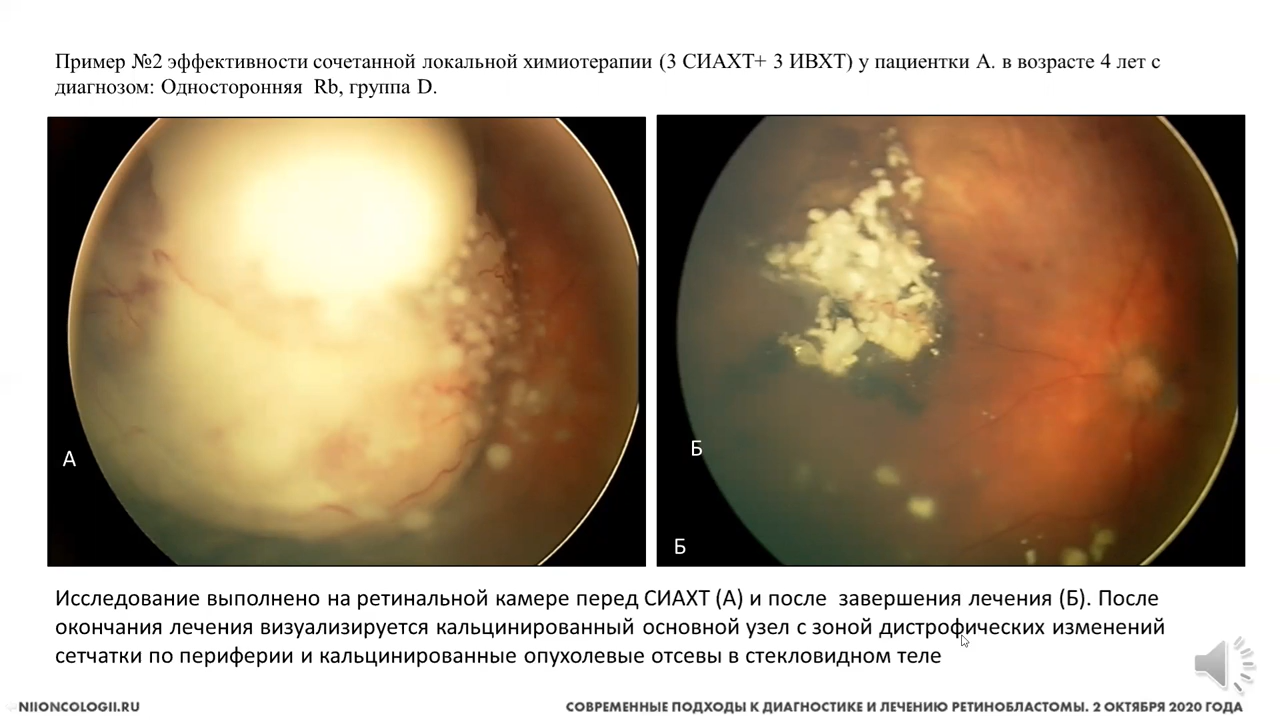 Пример №2 эффективности сочетанной локальной химиотерапии (3 СИАХТ+ 3 ИВХТ) у пациентки А. в возрасте 4 лет с
диагнозом: Односторонняя Rb, группа D.
А
Б
Б
Исследование выполнено на ретинальной камере перед СИАХТ (А) и после завершения лечения (Б). После
окончания лечения визуализируется кальцинированный основной узел с зоной дистрофических изменений
сетчатки по периферии и кальцинированные опухолевые отсевы в стекловидном теле
NIIONCOLOGII.RU
СОВРЕМЕННЫЕ ПОДХОДЫ К ДИАГНОСТИКЕ И ЛЕЧЕНИЮ РЕТИНОБЛАСТОМЫ. 2 ОКТЯБРЯ 2020 ГОДА